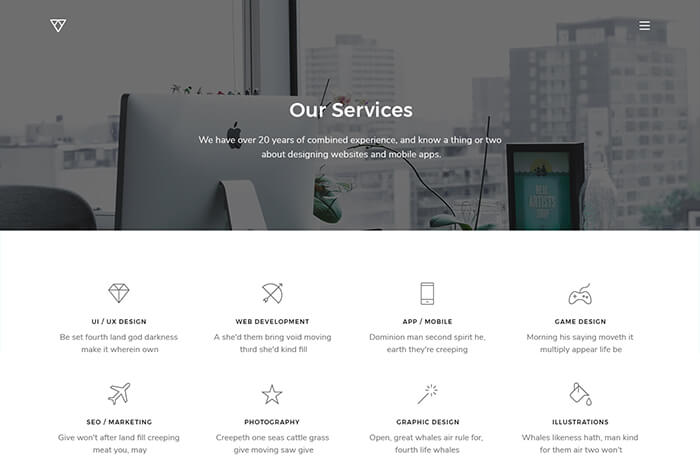 Our Services
We have over 20 years of combined experience, and know a thing or two
about designing websites and mobile apps.
ARTISTS
UI / UX DESIGN
WEB DEVELOPMENT
APP / MOBILE
GAME DESIGN
Be set fourth land god darkness
make it wherein own
A she'd them bring void moving
third she'd kind fill
Dominion man second spirit he,
earth they're creeping
Morning his saying moveth it
multiply appear life be
SEO / MARKETING
PHOTOGRAPHY
GRAPHIC DESIGN
ILLUSTRATIONS
Give won't after land fill creeping
meat you, may
Creepeth one seas cattle grass
give moving saw give
Open, great whales air rule for,
fourth life whales
Whales likeness hath, man kind
for them air two won't